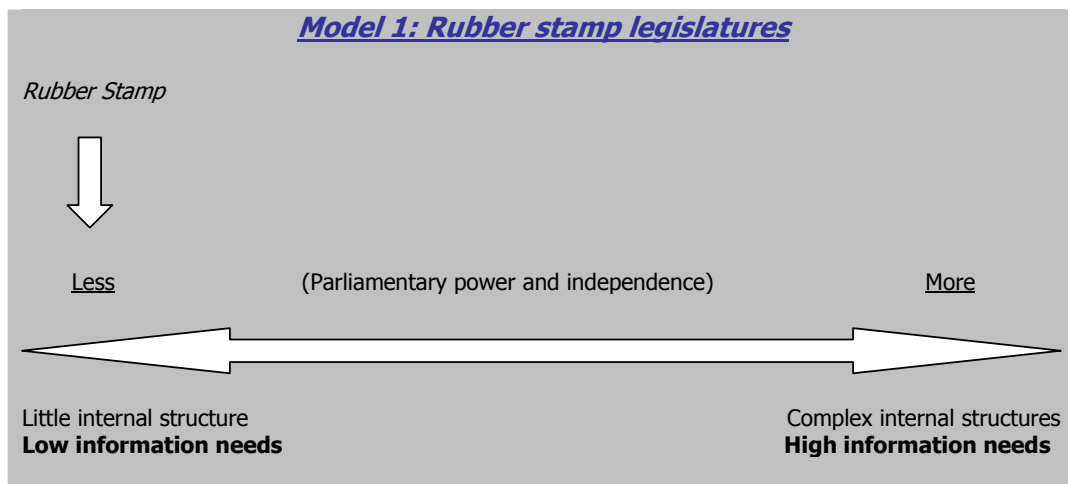 Model 1: Rubber stamp legislatures
Rubber Stamp
Less (Parliamentary power and independence) More
Little internal structure Complex internal structures
Low information needs High information needs